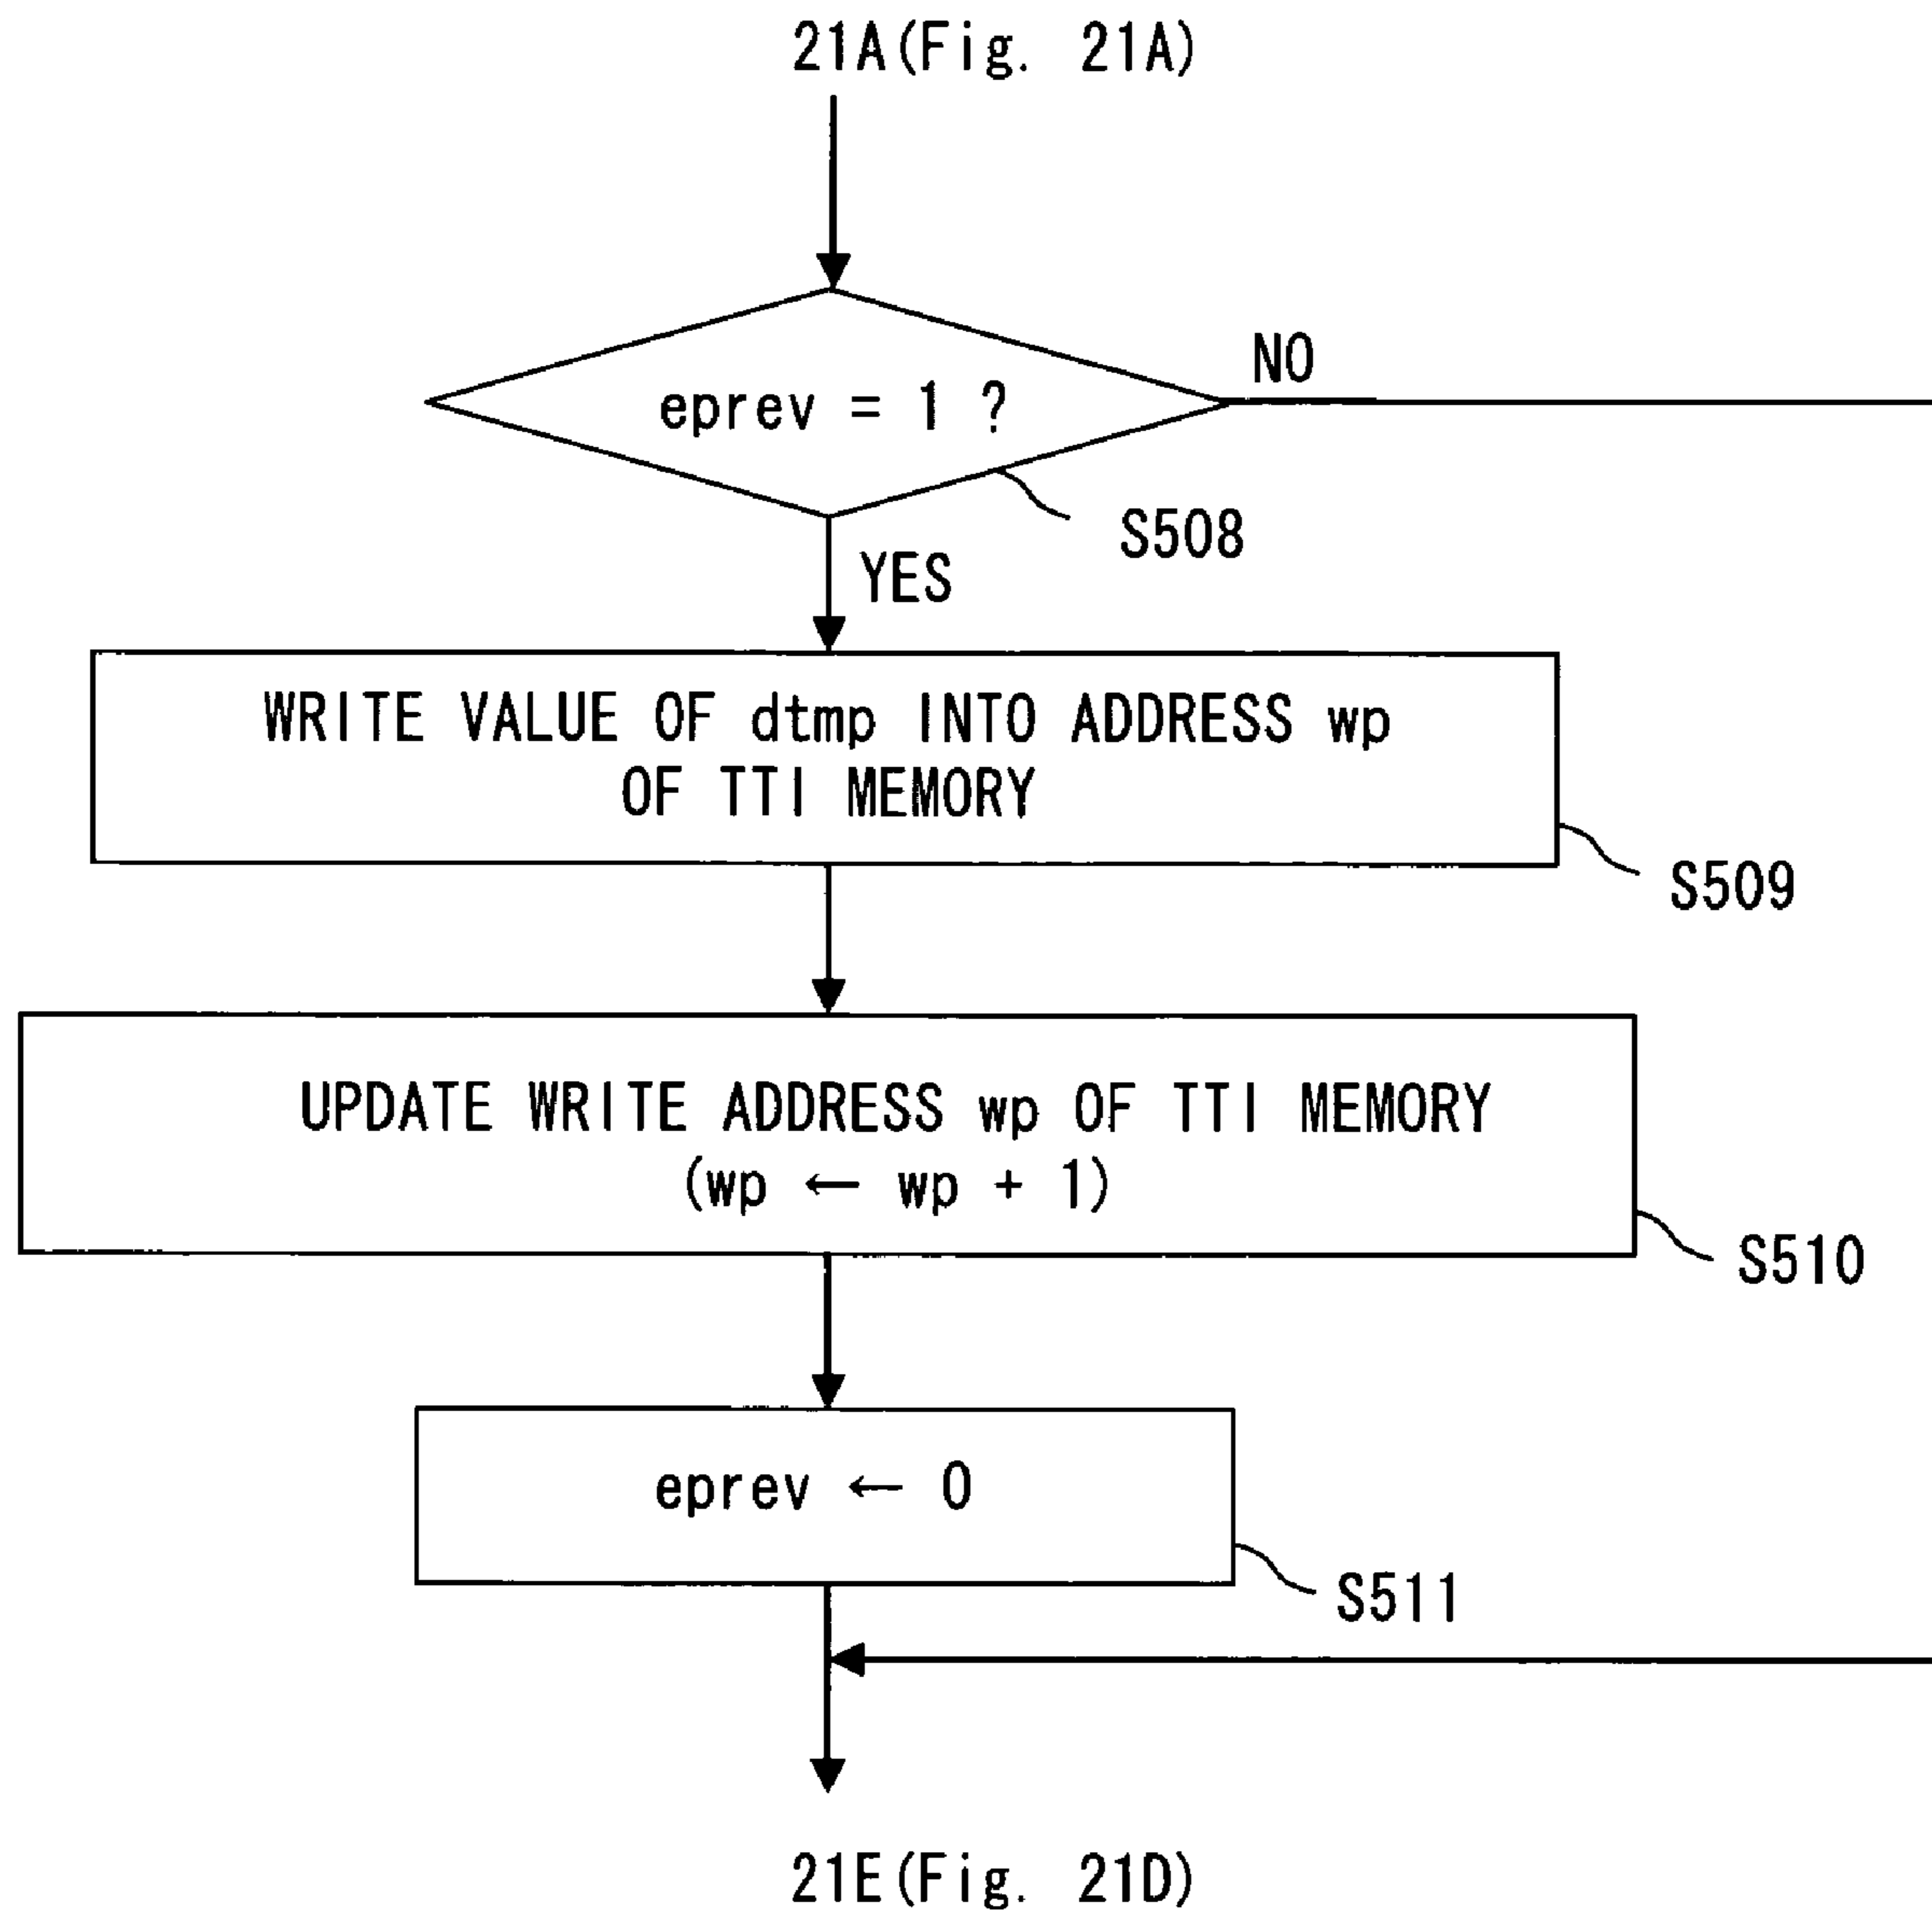 21A(Fig. 21A)
eprev = 1 ?
NO
S508
YES
WRITE VALUE OF dtmp INTO ADDRESS wp
OF TTI MEMORY
S509
UPDATE WRITE ADDRESS wp OF TTI MEMORY
(wp ← wp + 1)
S510
eprev ← 0
S511
21E(Fig. 21D)